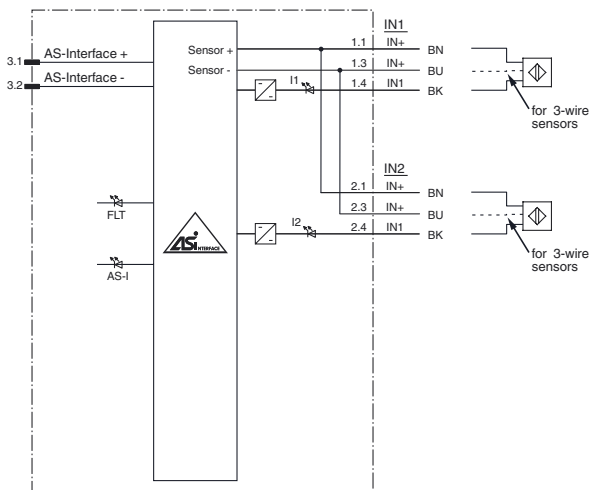 IN1
3.1 AS-Interface +
3.2 AS-Interface -
Sensor + 1.1 IN+ BN
Sensor - 1.3 IN+ BU
I1 1.4 IN1 BK
for 3-wire
sensors
IN2
2.1 IN+ BN
2.3 IN+ BU
I2 2.4 IN1 BK
for 3-wire
sensors
FLT
ASi INTERFACE
AS-I